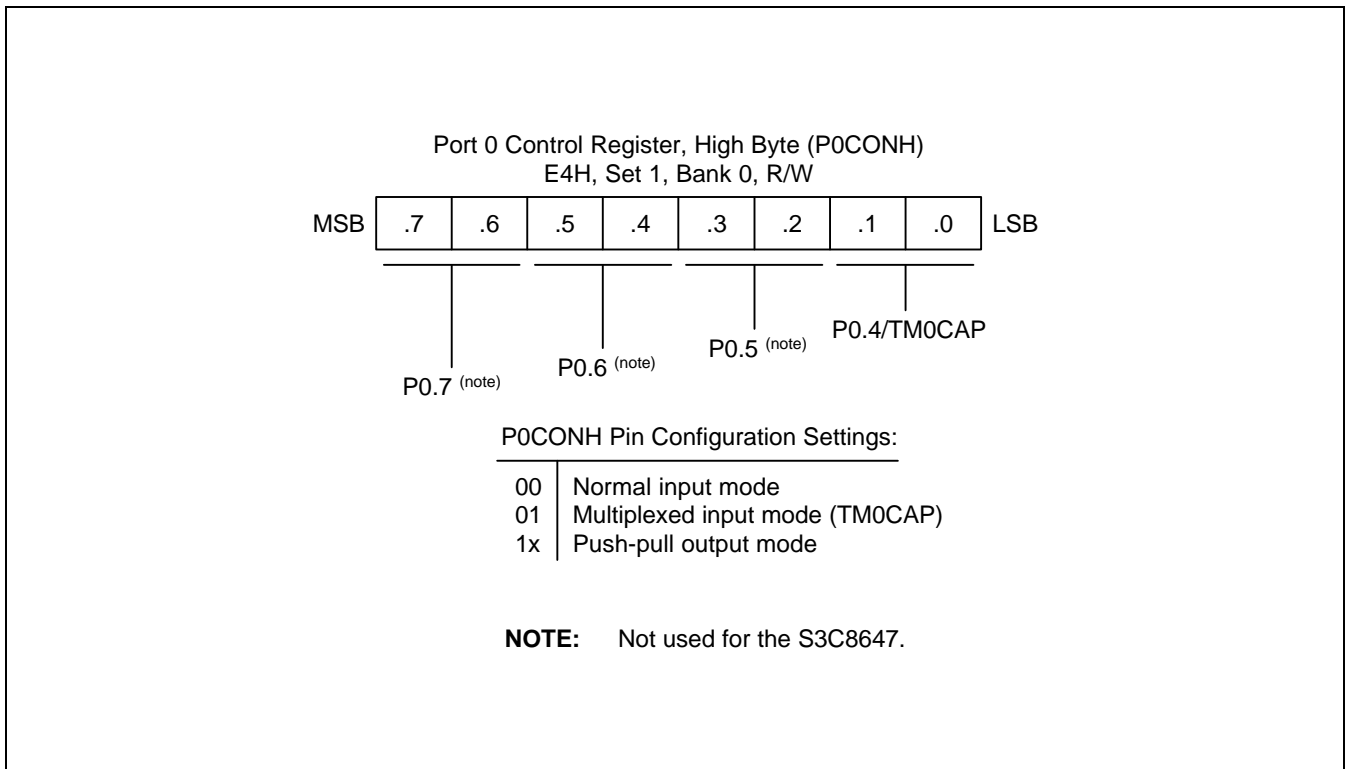 Port 0 Control Register, High Byte (P0CONH)
E4H, Set 1, Bank 0, R/W
MSB .7 .6 .5 .4 .3 .2 .1 .0 LSB
P0.4/TM0CAP
P0.5 (note)
P0.6 (note)
P0.7 (note)
P0CONH Pin Configuration Settings:
00 Normal input mode
01 Multiplexed input mode (TM0CAP)
1x Push-pull output mode
NOTE: Not used for the S3C8647.